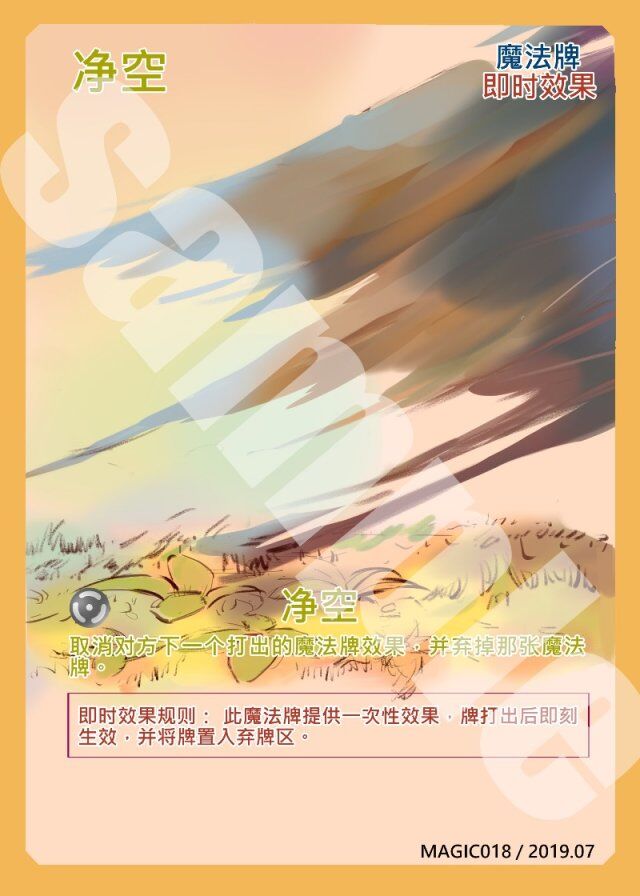 净空
魔法牌
即时效果
sample
净空
取消对方下一个打出的魔法牌效果，并弃掉那张魔法
牌。
即时效果规则： 此魔法牌提供一次性效果，牌打出后即刻
生效，并将牌置入弃牌区。
MAGIC018 / 2019.07